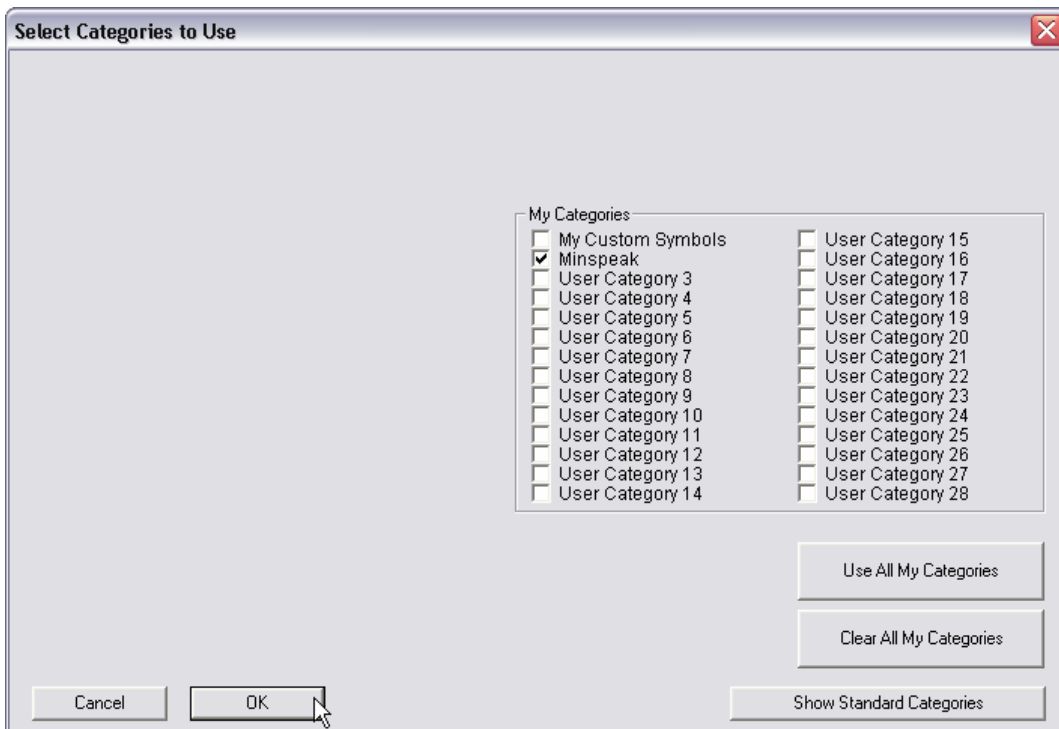 Select Categories to Use
My Categories
My Custom Symbols
Minspeak
User Category 3
User Category 4
User Category 5
User Category 6
User Category 7
User Category 8
User Category 9
User Category 10
User Category 11
User Category 12
User Category 13
User Category 14
User Category 15
User Category 16
User Category 17
User Category 18
User Category 19
User Category 20
User Category 21
User Category 22
User Category 23
User Category 24
User Category 25
User Category 26
User Category 27
User Category 28
Use All My Categories
Clear All My Categories
Cancel
OK
Show Standard Categories